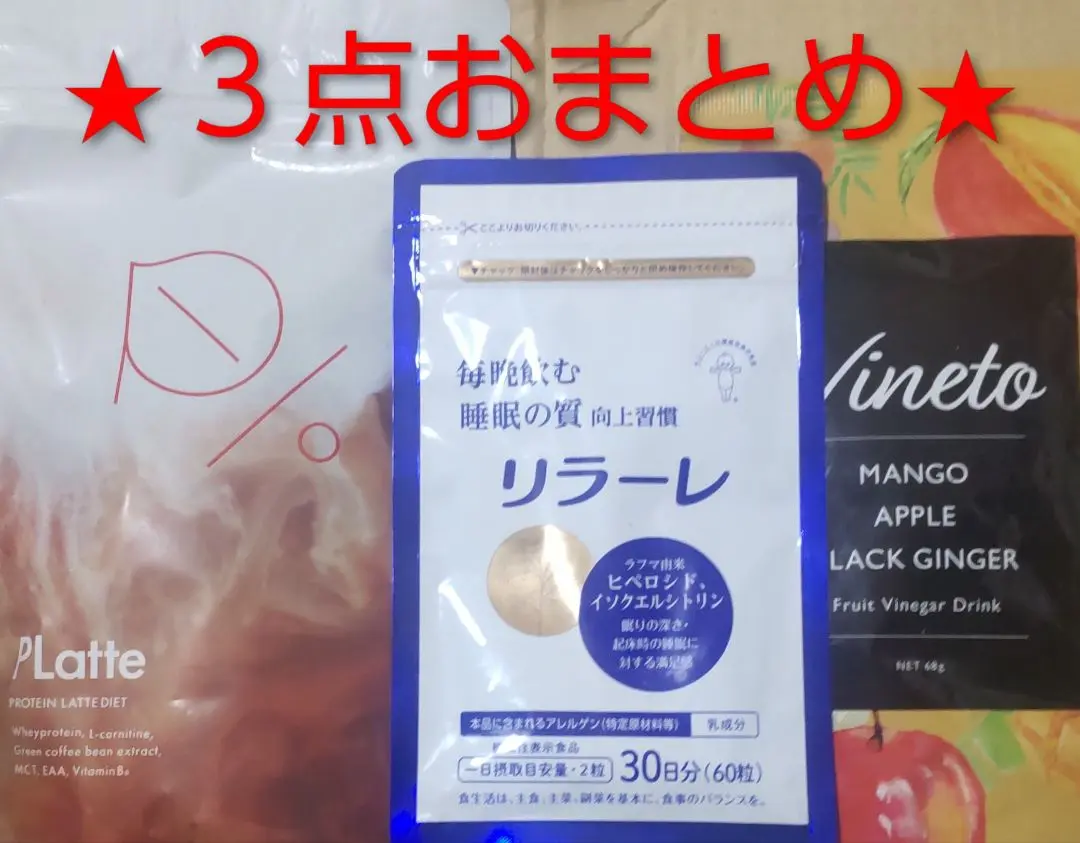 ★3点おまとめ★
PLatte
PROTEIN LATTE DIET
Wheyprotein, L-carnitine,
Green coffee bean extract,
MCT, EAA, VitaminB₆
ここよりお切りください。
毎晩飲む
睡眠の質 向上習慣
リラーレ
ラフマ由来
ヒペロシド、
イソクエルシトリン
眠りの深さ・
起床時の睡眠に
対する満足感
本品に含まれるアレルゲン(特定原材料等) 乳成分
性表示食品
一日摂取目安量・2粒 30日分(60粒)
食生活は、主食、主菜、副菜を基本に、食事のバランスを。
Vineto
MANGO
APPLE
LACK GINGER
Fruit Vinegar Drink
NET 68g